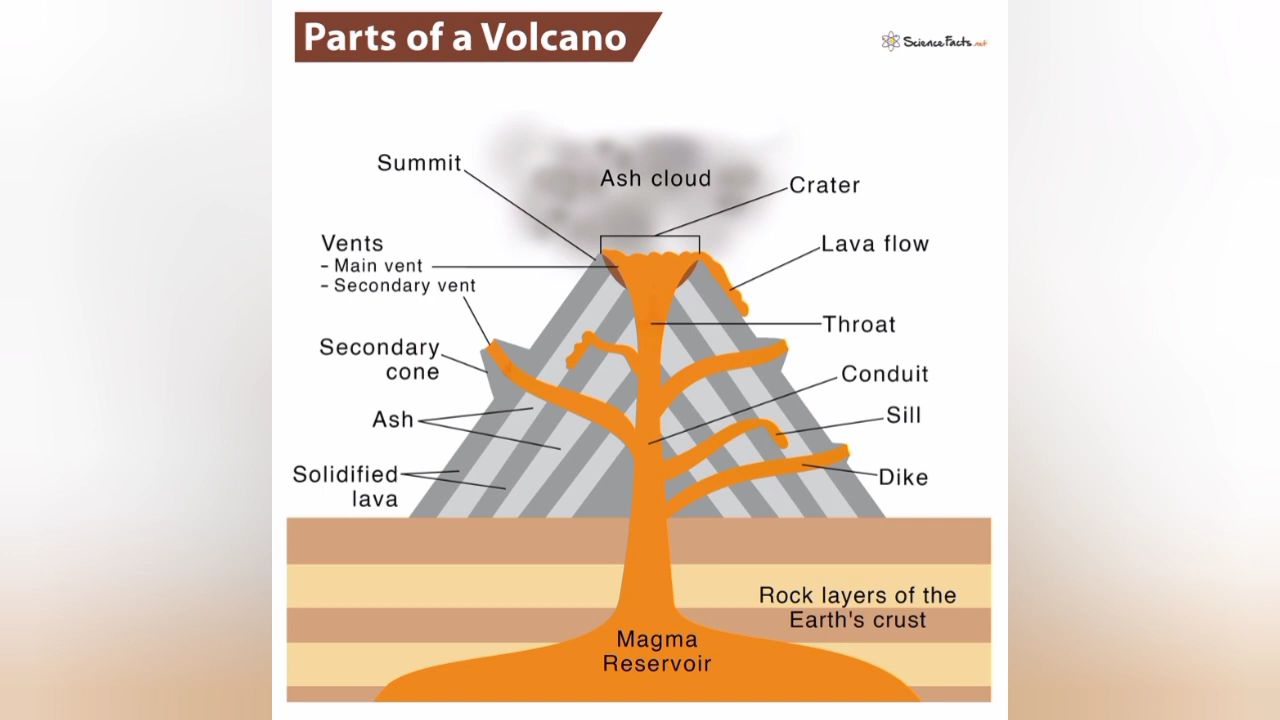 Parts of a Volcano
ScienceFacts.net
Summit
Ash cloud
Crater
Vents
- Main vent
- Secondary vent
Lava flow
Throat
Secondary
cone
Conduit
Ash
Sill
Solidified
lava
Dike
Rock layers of the
Earth's crust
Magma
Reservoir